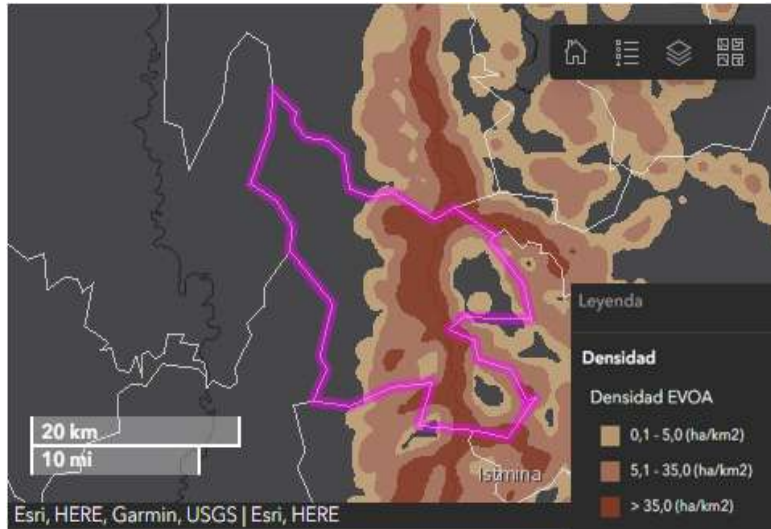 Leyenda
Densidad
Densidad EVOA
0,1 - 5,0 (ha/km2)
5,1 - 35,0 (ha/km2)
> 35,0 (ha/km2)
20 km
10 mi
Istmina
Esri, HERE, Garmin, USGS | Esri, HERE